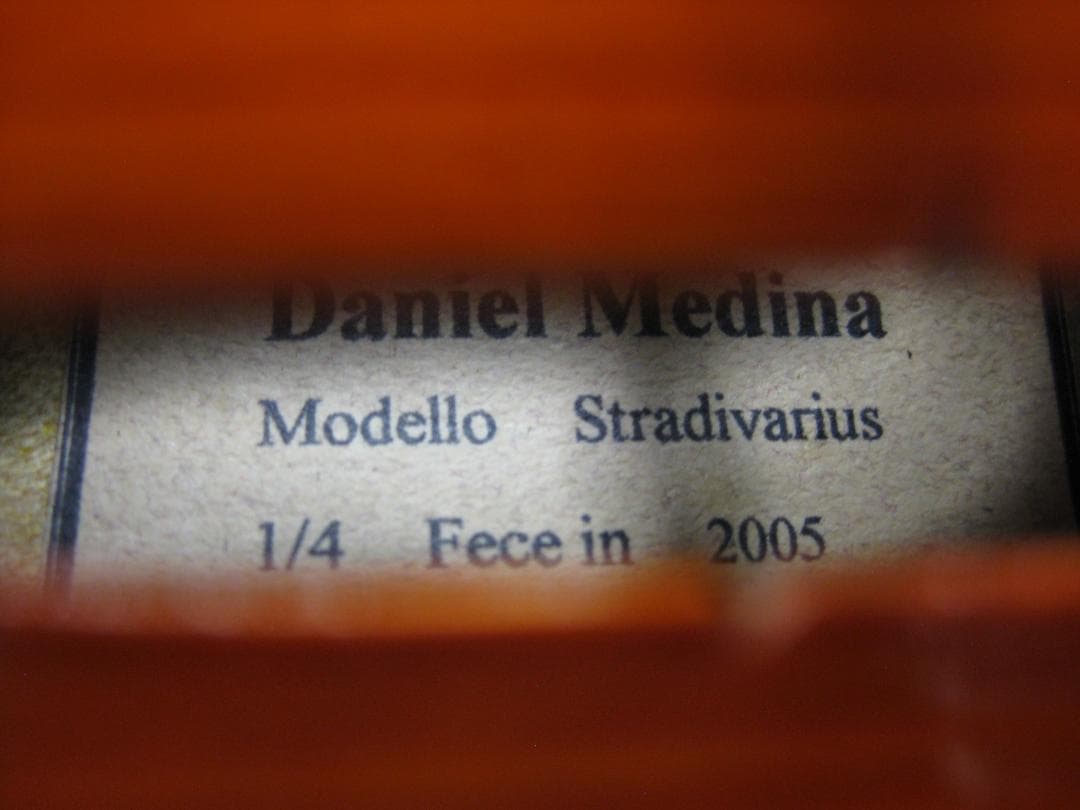 Daniel Medina
Modello Stradivarius
1/4 Fece in 2005